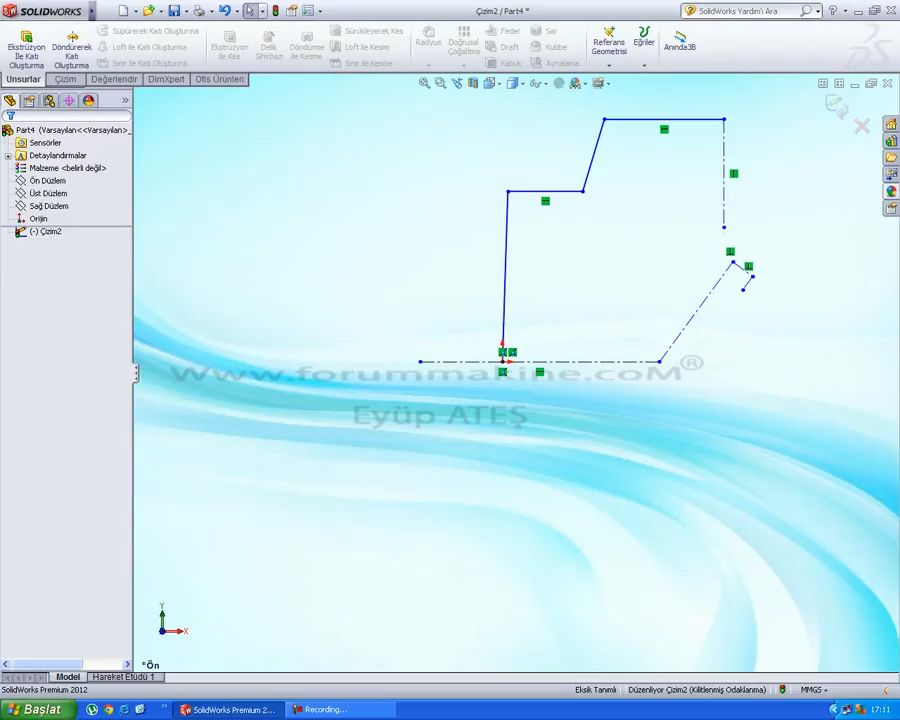 SOLIDWORKS
Çizim2 / Part4 *
SolidWorks Yardım'ı Ara
Ekstrüzyon İle Katı Oluşturma
Döndürerek Katı Oluşturma
Süpürerek Katı Oluşturma
Loft ile Katı Oluşturma
Sınır ile Katı Oluşturma
Ekstrüzyon ile Kes
Delik Sihirbazı
Döndürme ile Kes
Sürükleyerek Kes
Loft ile Kesim
Sınır ile Kesme
Radyus
Doğrusal Çoğaltma
Feder
Draft
Kabuk
Sar
Kubbe
Aynalama
Referans Geometrisi
Eğriler
Anında3B
Unsurlar
Çizim
Değerlendir
DimXpert
Ofis Ürünleri
Part4 (Varsayılan<<Varsayılan>_
Sensörler
Detaylandırmalar
Malzeme <belirli değil>
Ön Düzlem
Üst Düzlem
Sağ Düzlem
Orijin
(-) Çizim2
www.forummakine.coM®
Eyüp ATEŞ
Y
X
*Ön
Model
Hareket Etüdü 1
SolidWorks Premium 2012
Eksik Tanımlı
Düzenliyor Çizim2 (Kilitlenmiş Odaklanma)
MMGS
Başlat
SolidWorks Premium 2...
Recording...
17:11